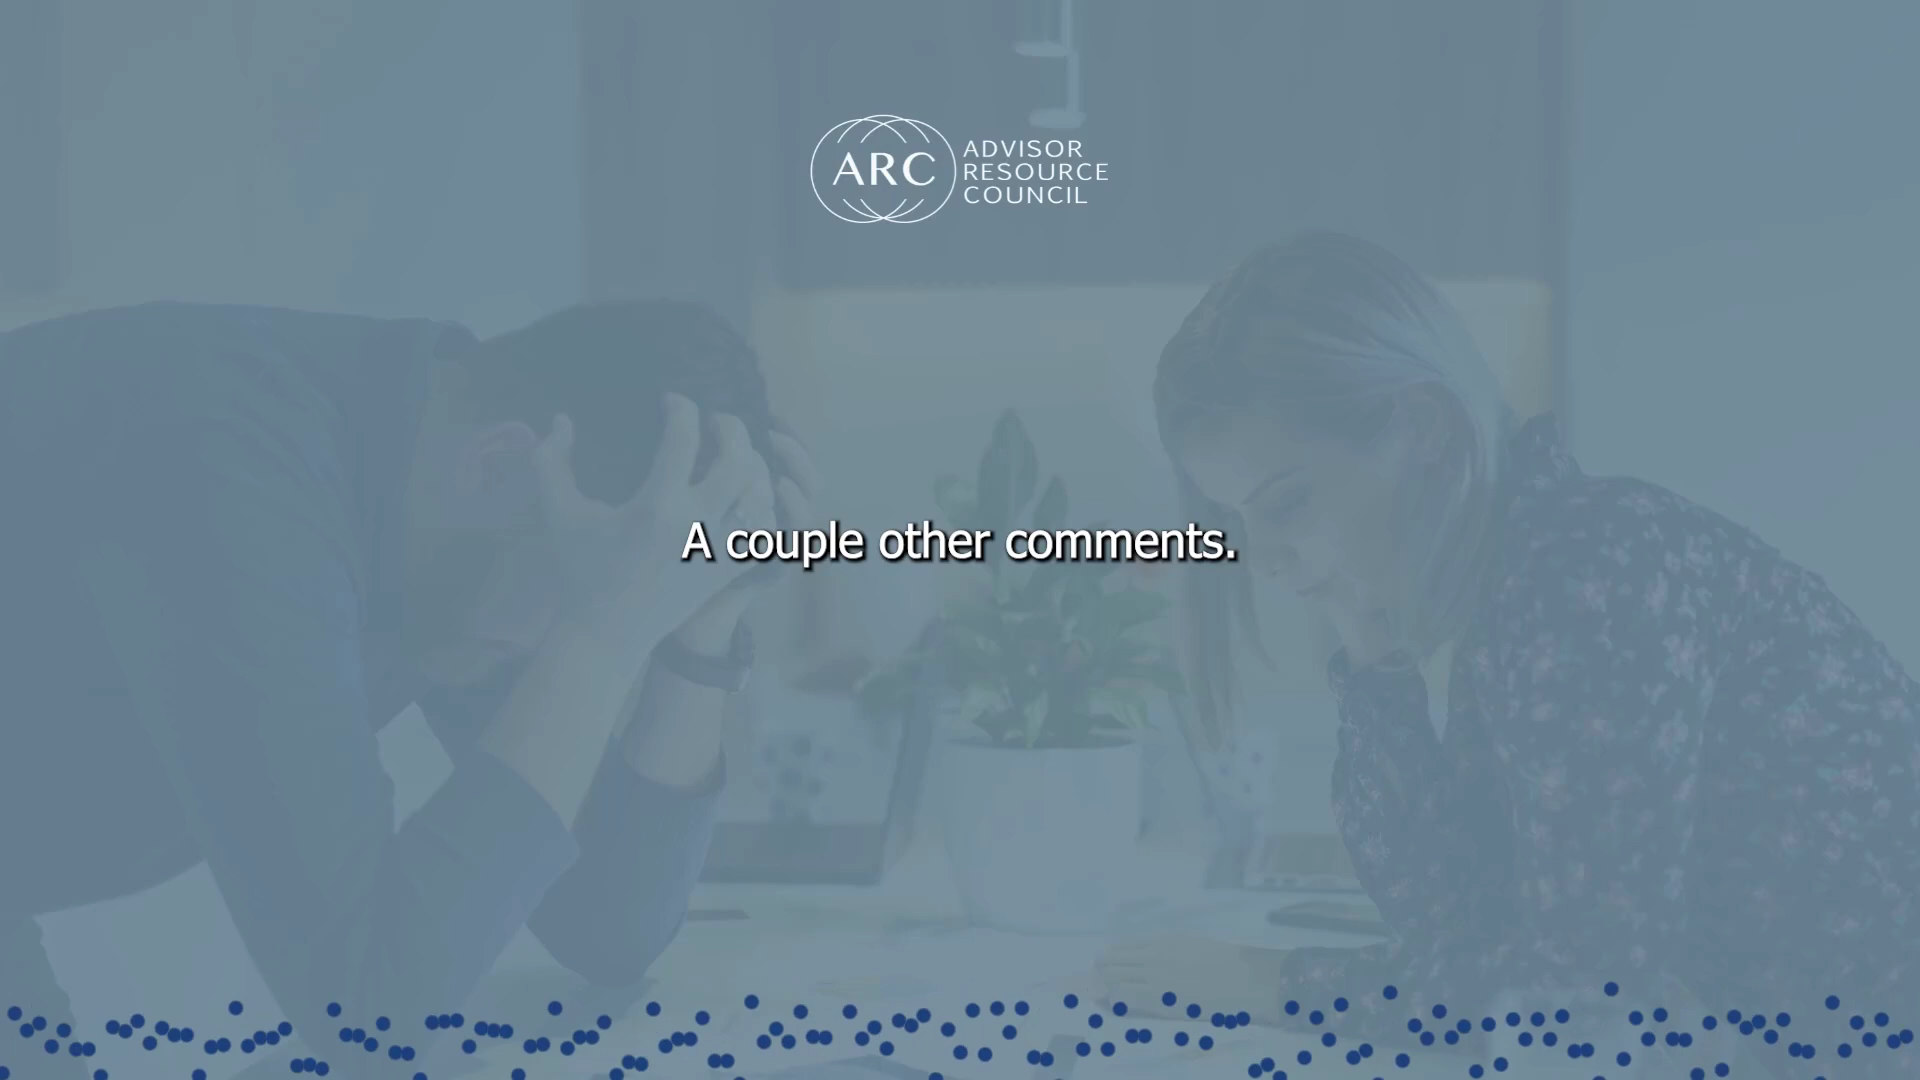 ARC
ADVISOR
RESOURCE
COUNCIL
A couple other comments.